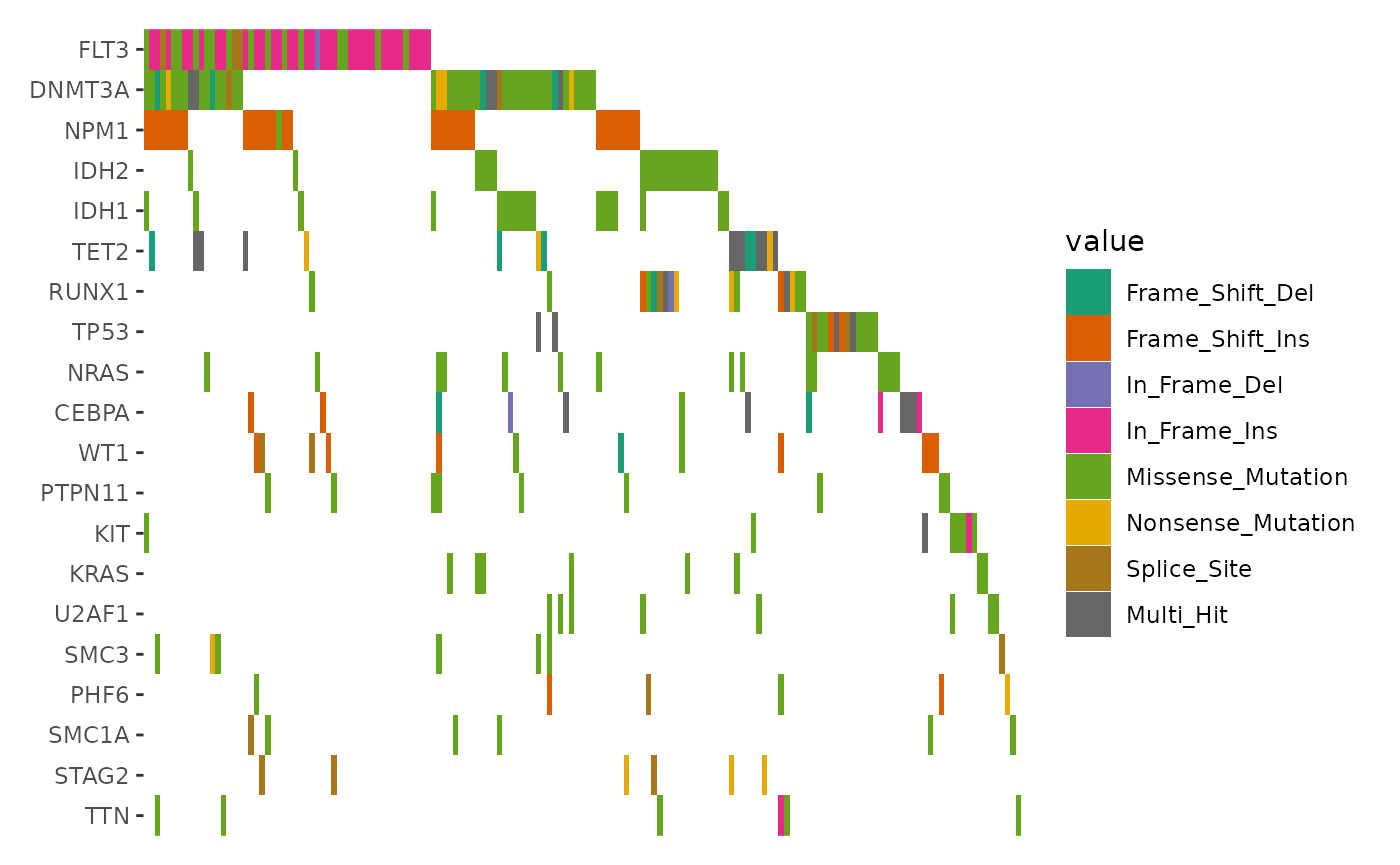 FLT3
DNMT3A
NPM1
IDH2
IDH1
TET2
RUNX1
TP53
NRAS
CEBPA
WT1
PTPN11
KIT
KRAS
U2AF1
SMC3
PHF6
SMC1A
STAG2
TTN
value
Frame_Shift_Del
Frame_Shift_Ins
In_Frame_Del
In_Frame_Ins
Missense_Mutation
Nonsense_Mutation
Splice_Site
Multi_Hit